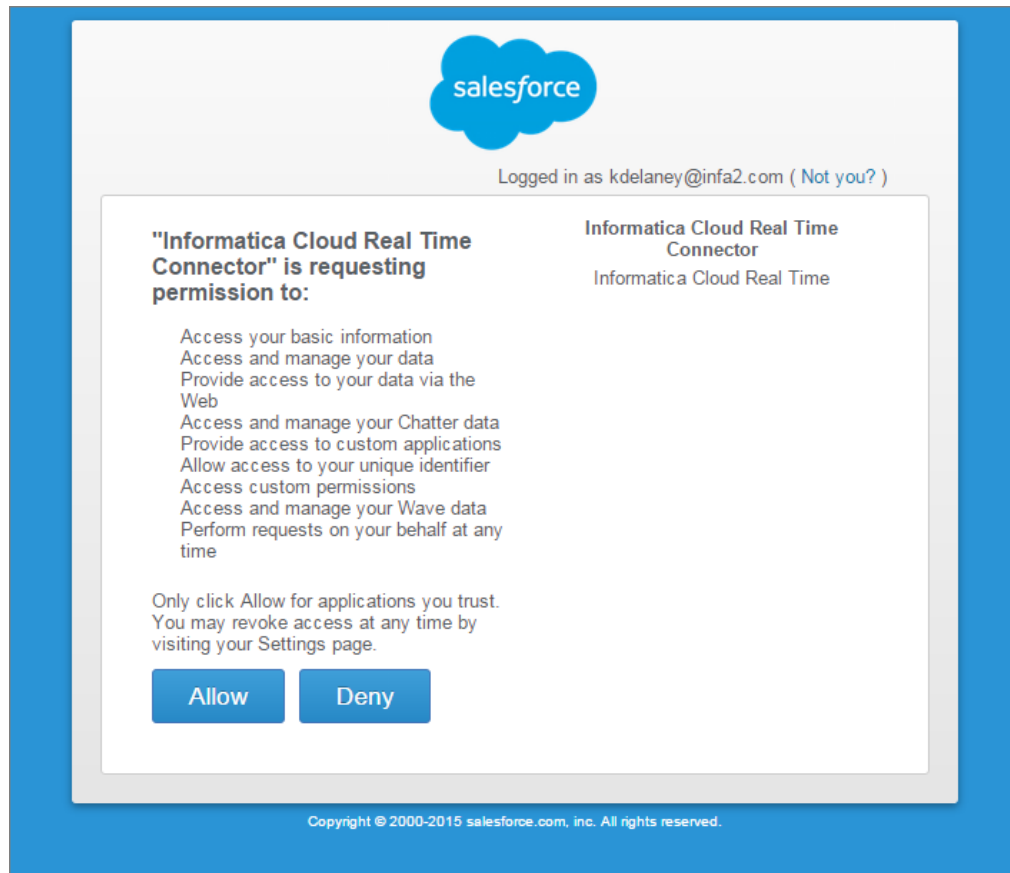 salesforce
Logged in as kdelaney@infa2.com ( Not you? )
"Informatica Cloud Real Time
Connector" is requesting
permission to:
Access your basic information
Access and manage your data
Provide access to your data via the
Web
Access and manage your Chatter data
Provide access to custom applications
Allow access to your unique identifier
Access custom permissions
Access and manage your Wave data
Perform requests on your behalf at any
time
Only click Allow for applications you trust.
You may revoke access at any time by
visiting your Settings page.
Allow Deny
Informatica Cloud Real Time
Connector
Informatica Cloud Real Time
Copyright © 2000-2015 salesforce.com, inc. All rights reserved.